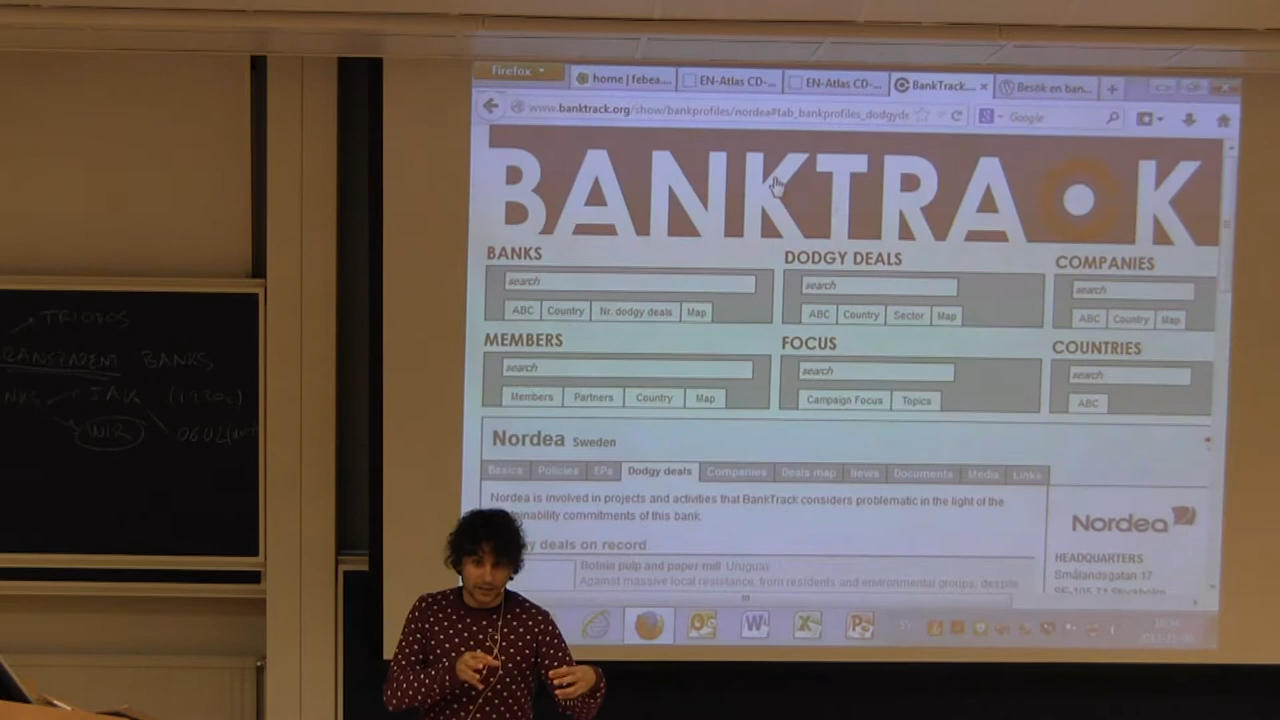 Firefox
home | febea....
EN-Atlas CD-...
EN-Atlas CD-...
BankTrack....
Besök en ban...
www.banktrack.org/show/bankprofiles/nordea#tab_bankprofiles_dodgyde
Google
BANKTRACK
BANKS
search
ABC Country Nr. dodgy deals Map
DODGY DEALS
search
ABC Country Sector Map
COMPANIES
search
ABC Country Map
MEMBERS
search
Members Partners Country Map
FOCUS
search
Campaign Focus Topics
COUNTRIES
search
ABC
Nordea Sweden
Basics Policies EPs Dodgy deals Companies Deals map News Documents Media Links
Nordea is involved in projects and activities that BankTrack considers problematic in the light of the
commitments of this bank.
deals on record
Botnia pulp and paper mill Uruguay
Against massive local resistance, from residents and environmental groups, despite
Nordea
HEADQUARTERS
Smålandsgatan 17
SV
TRIODOS
BANKS
JAK
WIR